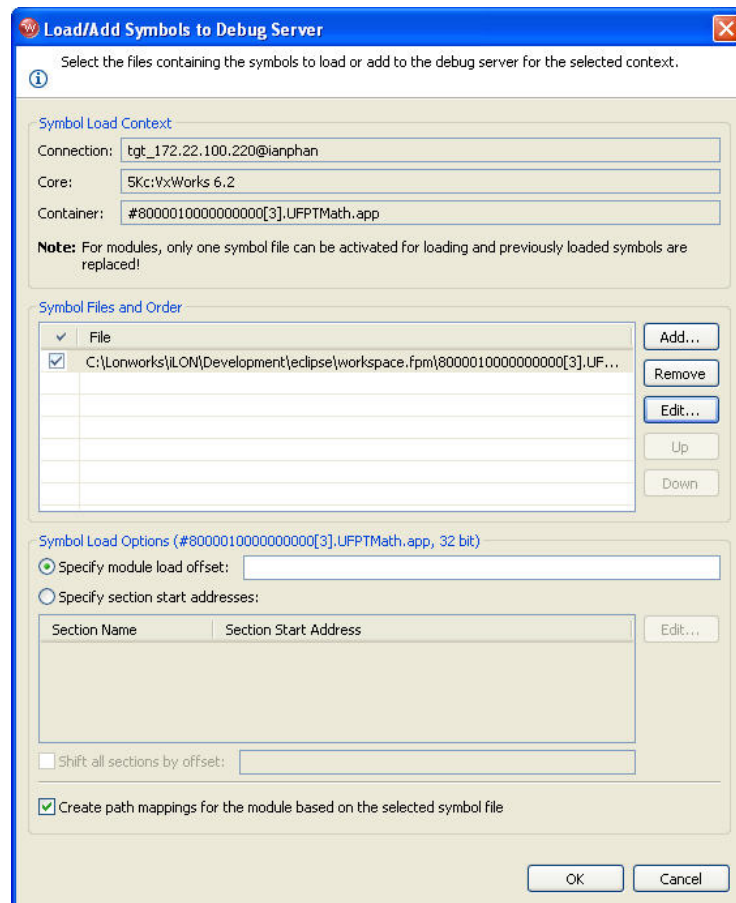 Load/Add Symbols to Debug Server
Select the files containing the symbols to load or add to the debug server for the selected context.
Symbol Load Context
Connection: tgt_172.22.100.220@ianphan
Core: 5Kc:VxWorks 6.2
Container: #8000010000000000[3].UFPTMath.app
Note: For modules, only one symbol file can be activated for loading and previously loaded symbols are
replaced!
Symbol Files and Order
File
Add...
C:\Lonworks\iLON\Development\eclipse\workspace.fpm\8000010000000000[3].UF...
Remove
Edit...
Up
Down
Symbol Load Options (#8000010000000000[3].UFPTMath.app, 32 bit)
Specify module load offset:
Specify section start addresses:
Section Name Section Start Address Edit...
Shift all sections by offset:
Create path mappings for the module based on the selected symbol file
OK Cancel